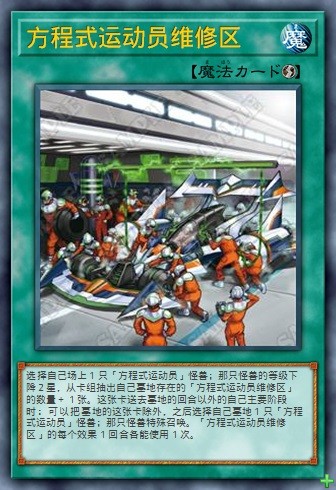 方程式运动员维修区
魔
【魔法カード】
选择自己场上1只「方程式运动员」怪兽；那只怪兽的等级下
降2星，从卡组抽出自己墓地存在的「方程式运动员维修区」
的数量＋1张。这张卡送去墓地的回合以外的自己主要阶段
时：可以把墓地的这张卡除外，之后选择自己墓地1只「方程
式运动员」怪兽；那只怪兽特殊召唤。「方程式运动员维修
区」的每个效果1回合各能使用1次。